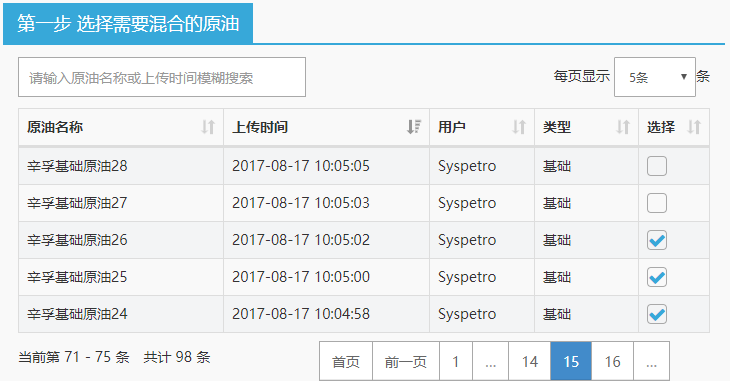 第一步 选择需要混合的原油
请输入原油名称或上传时间模糊搜索 每页显示 5条 条
原油名称 上传时间 用户 类型 选择
辛孚基础原油28 2017-08-17 10:05:05 Syspetro 基础
辛孚基础原油27 2017-08-17 10:05:03 Syspetro 基础
辛孚基础原油26 2017-08-17 10:05:02 Syspetro 基础
辛孚基础原油25 2017-08-17 10:05:00 Syspetro 基础
辛孚基础原油24 2017-08-17 10:04:58 Syspetro 基础
当前第 71 - 75 条 共计 98 条 首页 前一页 1 ... 14 15 16 ...